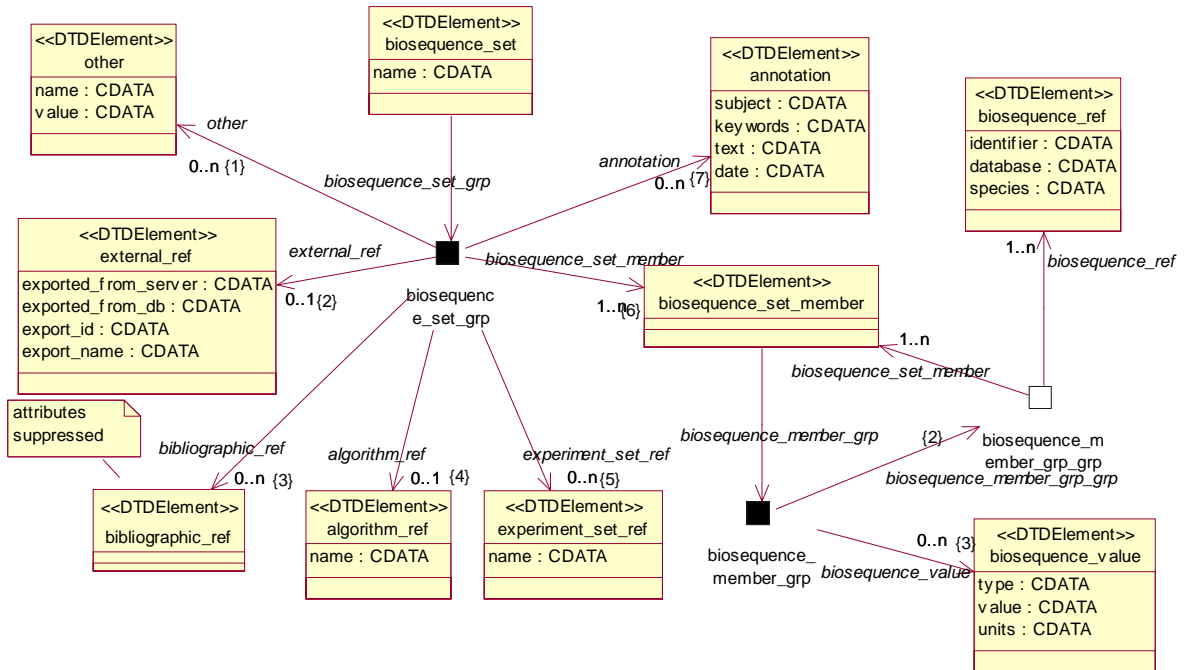 <<DTDElement>>
other
name : CDATA
value : CDATA
<<DTDElement>>
biosequence_set
name : CDATA
<<DTDElement>>
annotation
subject : CDATA
keywords : CDATA
text : CDATA
date : CDATA
<<DTDElement>>
biosequence_ref
identifier : CDATA
database : CDATA
species : CDATA
other
0..n {1}
biosequence_set_grp
annotation
0..n {7}
<<DTDElement>>
external_ref
exported_from_server : CDATA
exported_from_db : CDATA
export_id : CDATA
export_name : CDATA
external_ref
0..1 {2}
biosequence_set_member
1..n {6}
biosequenc
e_set_grp
<<DTDElement>>
biosequence_set_member
1..n
biosequence_ref
1..n
biosequence_set_member
attributes
suppressed
bibliographic_ref
0..n {3}
algorithm_ref
0..1 {4}
experiment_set_ref
0..n {5}
biosequence_member_grp
{2}
biosequence_m
ember_grp_grp
biosequence_member_grp_grp
<<DTDElement>>
bibliographic_ref
<<DTDElement>>
algorithm_ref
name : CDATA
<<DTDElement>>
experiment_set_ref
name : CDATA
biosequence_
member_grp
0..n {3}
biosequence_value
<<DTDElement>>
biosequence_value
type : CDATA
value : CDATA
units : CDATA